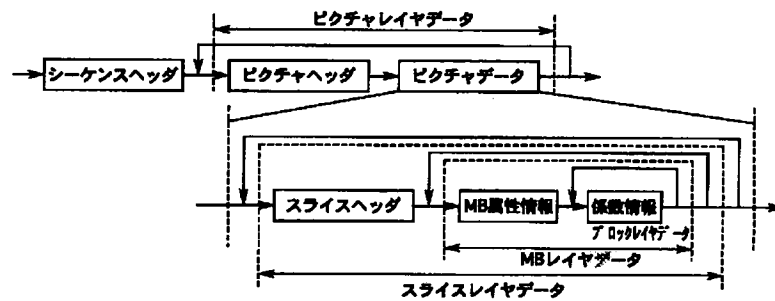 ピクチャレイヤデータ
シーケンスヘッダ
ピクチャヘッダ
ピクチャデータ
スライスヘッダ
MB属性情報
係数情報
ブロックレイヤデータ
MBレイヤデータ
スライスレイヤデータ